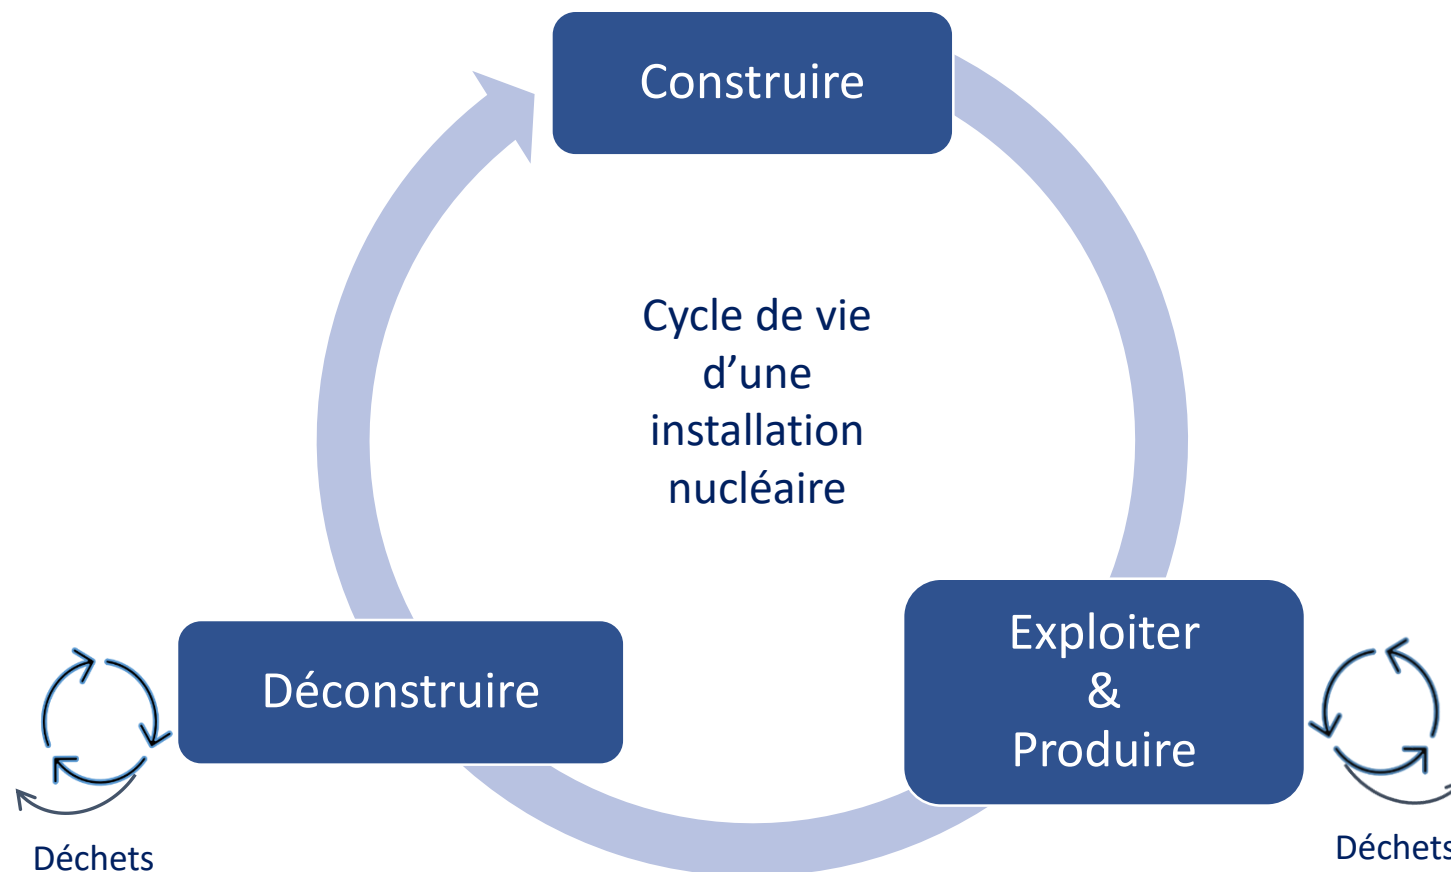 Construire
Cycle de vie
d’une
installation
nucléaire
Exploiter
&
Produire
Déconstruire
Déchets
Déchets